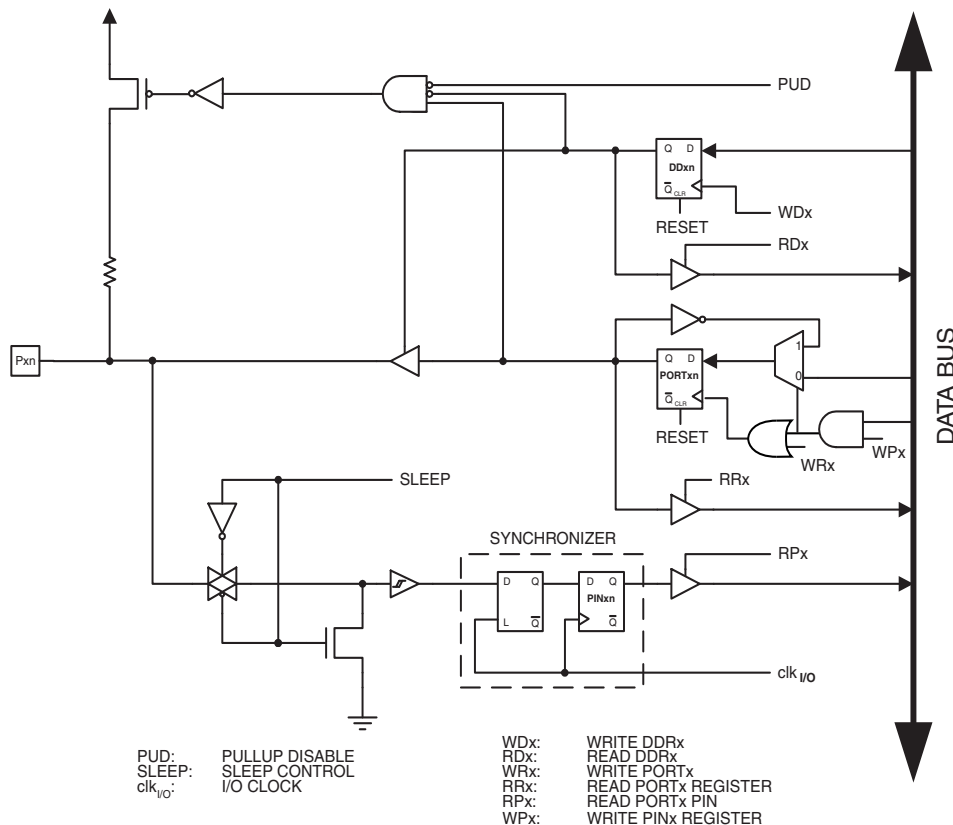 PUD
Q D
DDxn
Q CLR
WDx
RESET
RDx
Pxn
1
Q D
PORTxn
0
Q CLR
RESET
WRx
WPx
DATA BUS
SLEEP
RRx
SYNCHRONIZER
RPx
D Q
D Q
PINxn
L Q
Q
clk I/O
PUD: PULLUP DISABLE
SLEEP: SLEEP CONTROL
clkI/O: I/O CLOCK
WDx: WRITE DDRx
RDx: READ DDRx
WRx: WRITE PORTx
RRx: READ PORTx REGISTER
RPx: READ PORTx PIN
WPx: WRITE PINx REGISTER